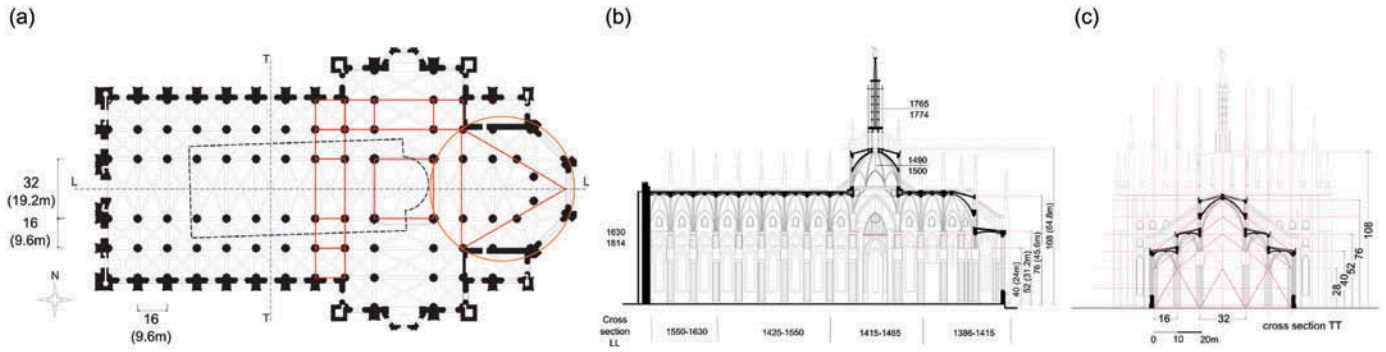 (a)
T
L
L
32
(19.2m)
16
(9.6m)
N
16
(9.6m)
T
(b)
1765
1774
1490
1500
1630
1814
40 (24m)
52 (31.2m)
76 (45.6m)
108 (64.8m)
Cross
section
LL
1550-1630
1425-1550
1415-1465
1386-1415
(c)
28
40
52
76
108
16
32
cross section TT
0 10 20m